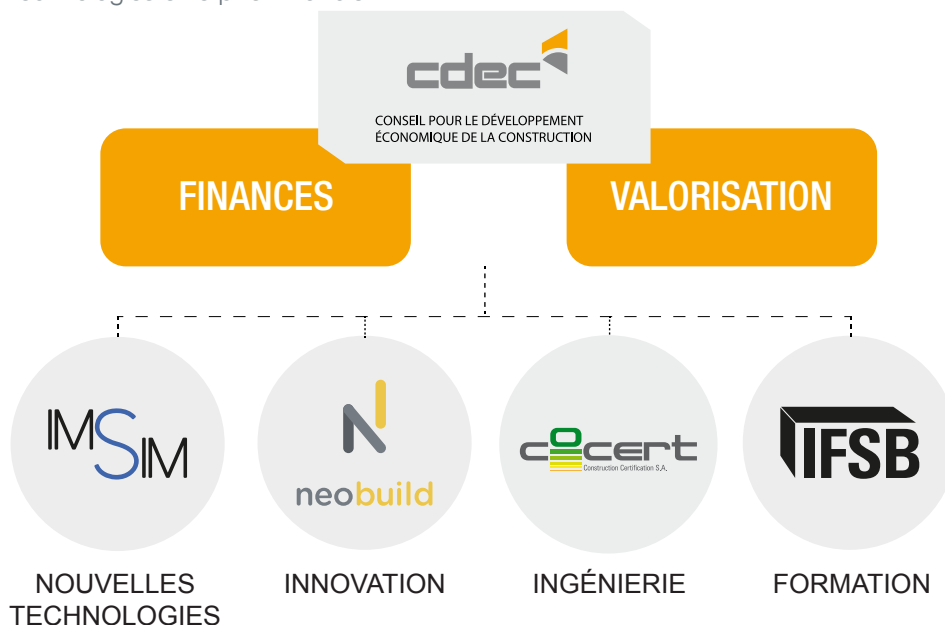 cdec
CONSEIL POUR LE DÉVELOPPEMENT
ÉCONOMIQUE DE LA CONSTRUCTION
FINANCES
VALORISATION
IMSSIM
neobuild
cocert
Construction Certification S.A.
IFSB
NOUVELLES
TECHNOLOGIES
INNOVATION
INGÉNIERIE
FORMATION